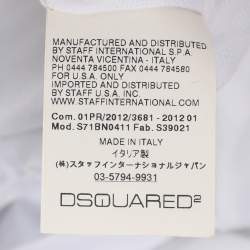 MANUFACTURED AND DISTRIBUTED
BY STAFF INTERNATIONAL S.P.A.
NOVENTA VICENTINA - ITALY
PH 0444 784500 FAX 0444 784580
FOR U.S.A. ONLY
IMPORTED AND DISTRIBUTED
BY STAFF U.S.A. INC.
WWW.STAFFINTERNATIONAL.COM
Com. 01PR/2012/3681 - 2012 01
Mod. S71BN0411 Fab. S39021
MADE IN ITALY
イタリア製
(株)スタッフインターナショナルジャパン
03-5794-9931
DSQUARED²